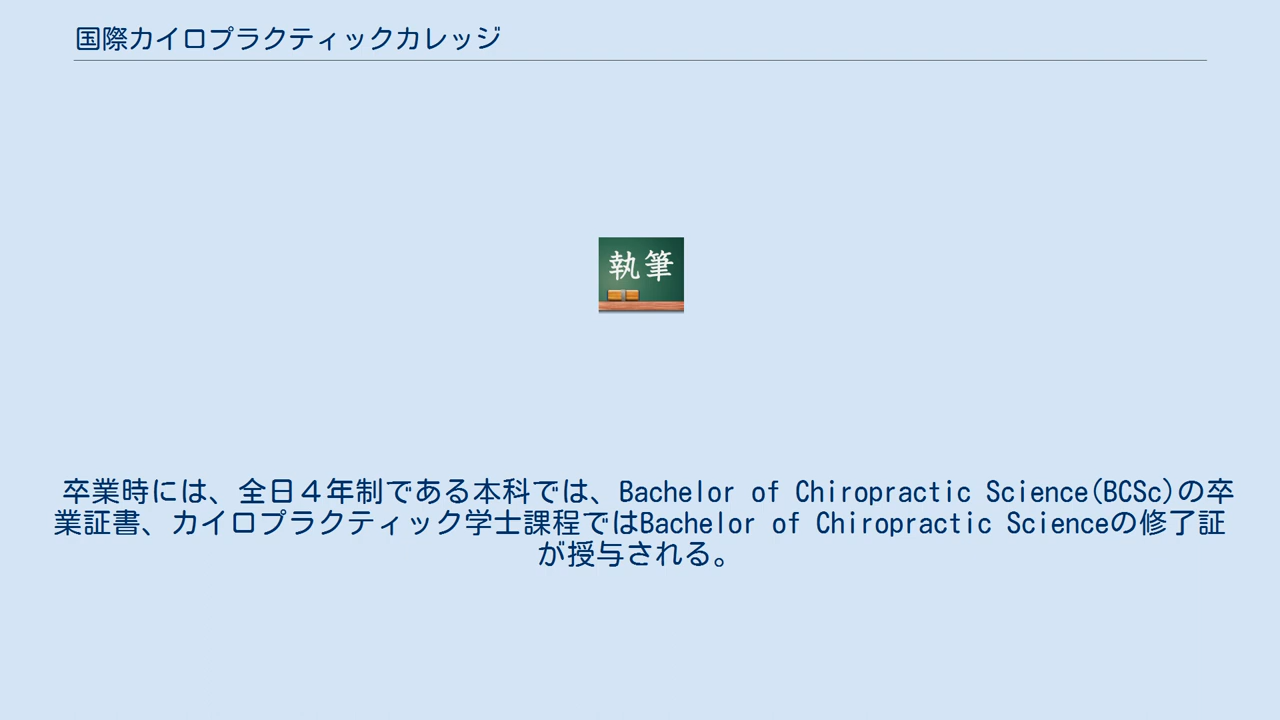 国際カイロプラクティックカレッジ
執筆
卒業時には、全日４年制である本科では、Bachelor of Chiropractic Science(BCSc)の卒
業証書、カイロプラクティック学士課程ではBachelor of Chiropractic Scienceの修了証
が授与される。